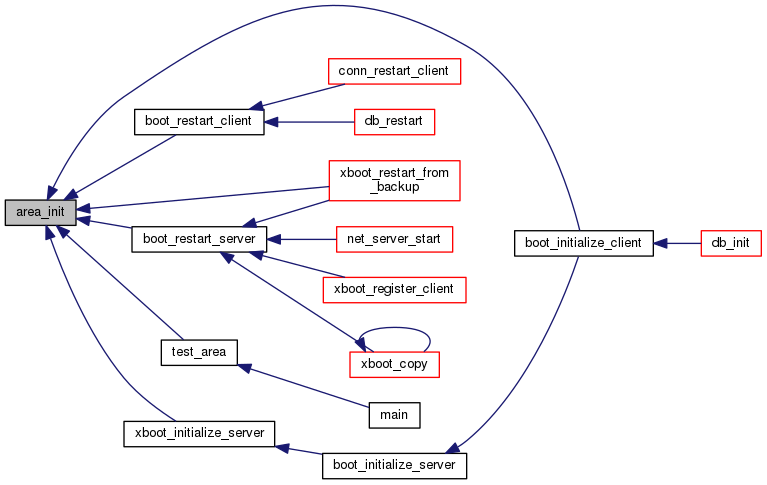 conn_restart_client
boot_restart_client
db_restart
xboot_restart_from
_backup
area_init
boot_restart_server
net_server_start
boot_initialize_client
db_init
xboot_register_client
test_area
xboot_copy
main
xboot_initialize_server
boot_initialize_server